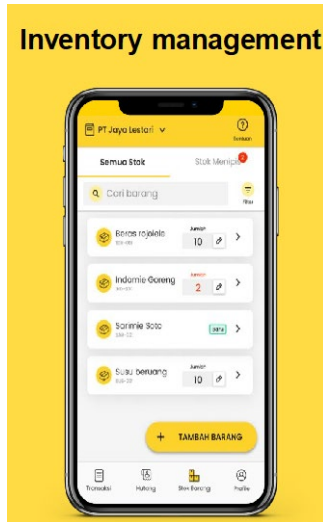 Inventory management
PT Jaya Lestari
Semua Stok
Stok Menipis
Cari barang
Filter
Beras rojolele
Jumlah
10
Indomie Goreng
Jumlah
2
Sarimie Soto
Susu beruang
Jumlah
10
+ TAMBAH BARANG
Transaksi
Hutang
Stok Barang
Profile